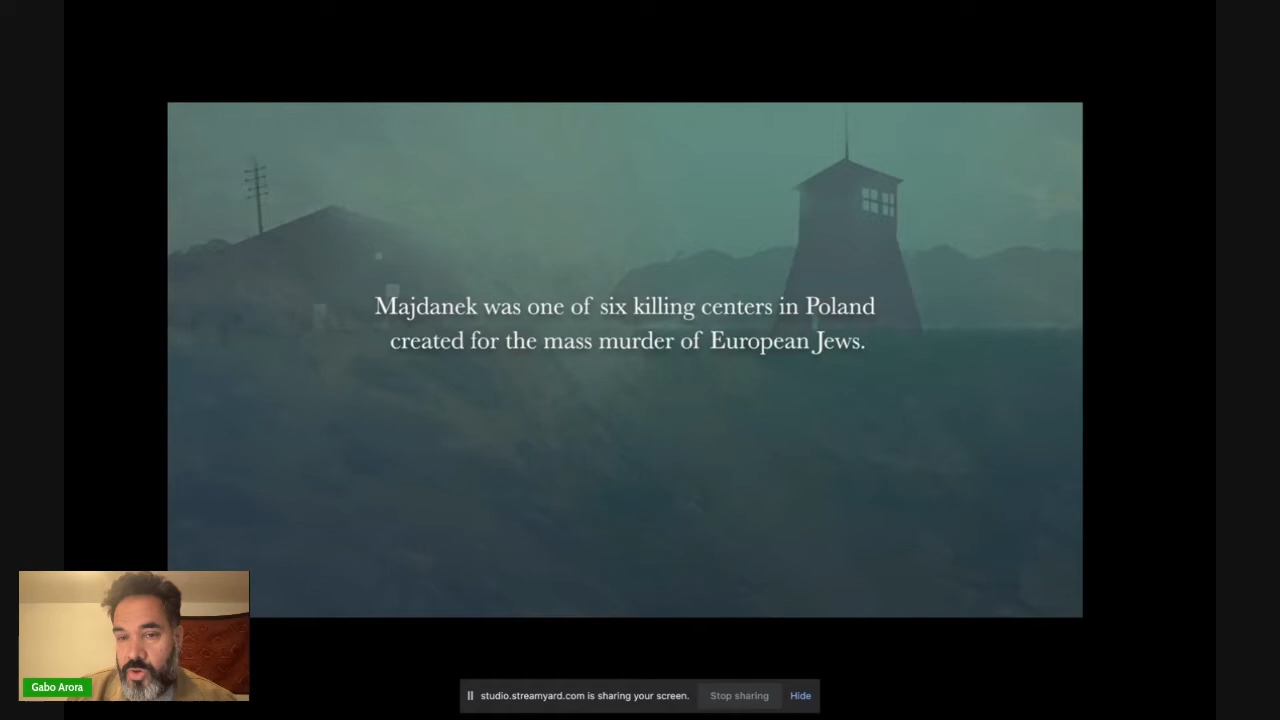 Majdanek was one of six killing centers in Poland
created for the mass murder of European Jews.
Gabo Arora
studio.streamyard.com is sharing your screen.
Stop sharing
Hide